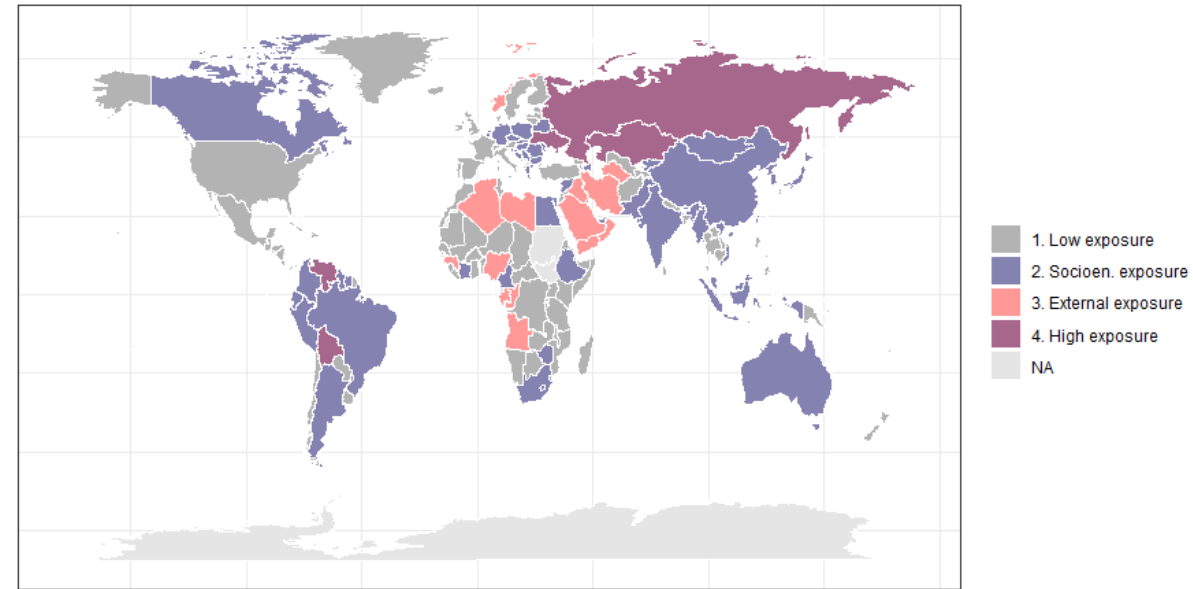 1. Low exposure
2. Socioen. exposure
3. External exposure
4. High exposure
NA